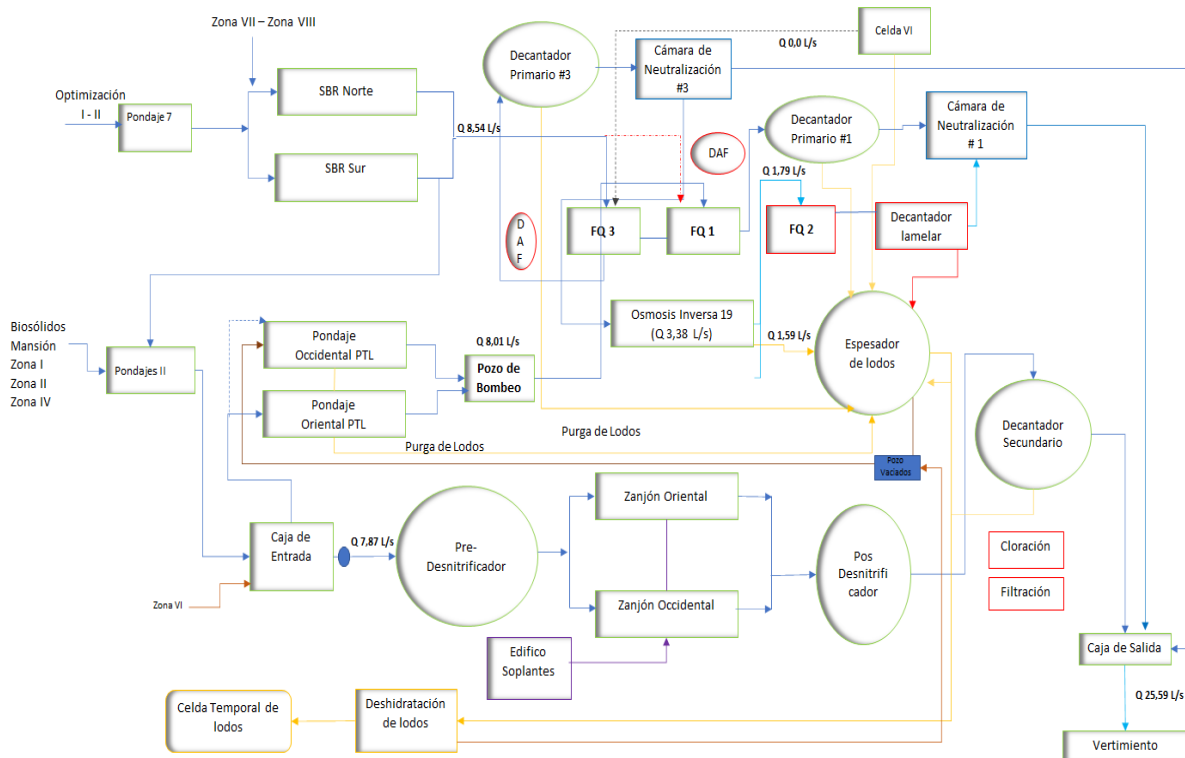 Zona VII – Zona VIII
Optimización
I - II
Pondaje 7
SBR Norte
SBR Sur
Q 8,54 L/s
Decantador
Primario #3
Cámara de
Neutralización
#3
Q 0,0 L/s
Celda VI
DAF
Decantador
Primario #1
Cámara de
Neutralización
# 1
Q 1,79 L/s
D
A
F
FQ 3
FQ 1
FQ 2
Decantador
lamelar
Osmosis Inversa 19
(Q 3,38 L/s)
Q 1,59 L/s
Espesador
de lodos
Biosólidos
Mansión
Zona I
Zona II
Zona IV
Pondajes II
Pondaje
Occidental PTL
Pondaje
Oriental PTL
Q 8,01 L/s
Pozo de
Bombeo
Purga de Lodos
Purga de Lodos
Pozo
Vaciados
Decantador
Secundario
Caja de
Entrada
Q 7,87 L/s
Zona VI
Pre-
Desnitrificador
Zanjón Oriental
Zanjón Occidental
Pos
Desnitrifi
cador
Edifico
Soplantes
Cloración
Filtración
Caja de Salida
Q 25,59 L/s
Vertimiento
Celda Temporal de
lodos
Deshidratación
de lodos